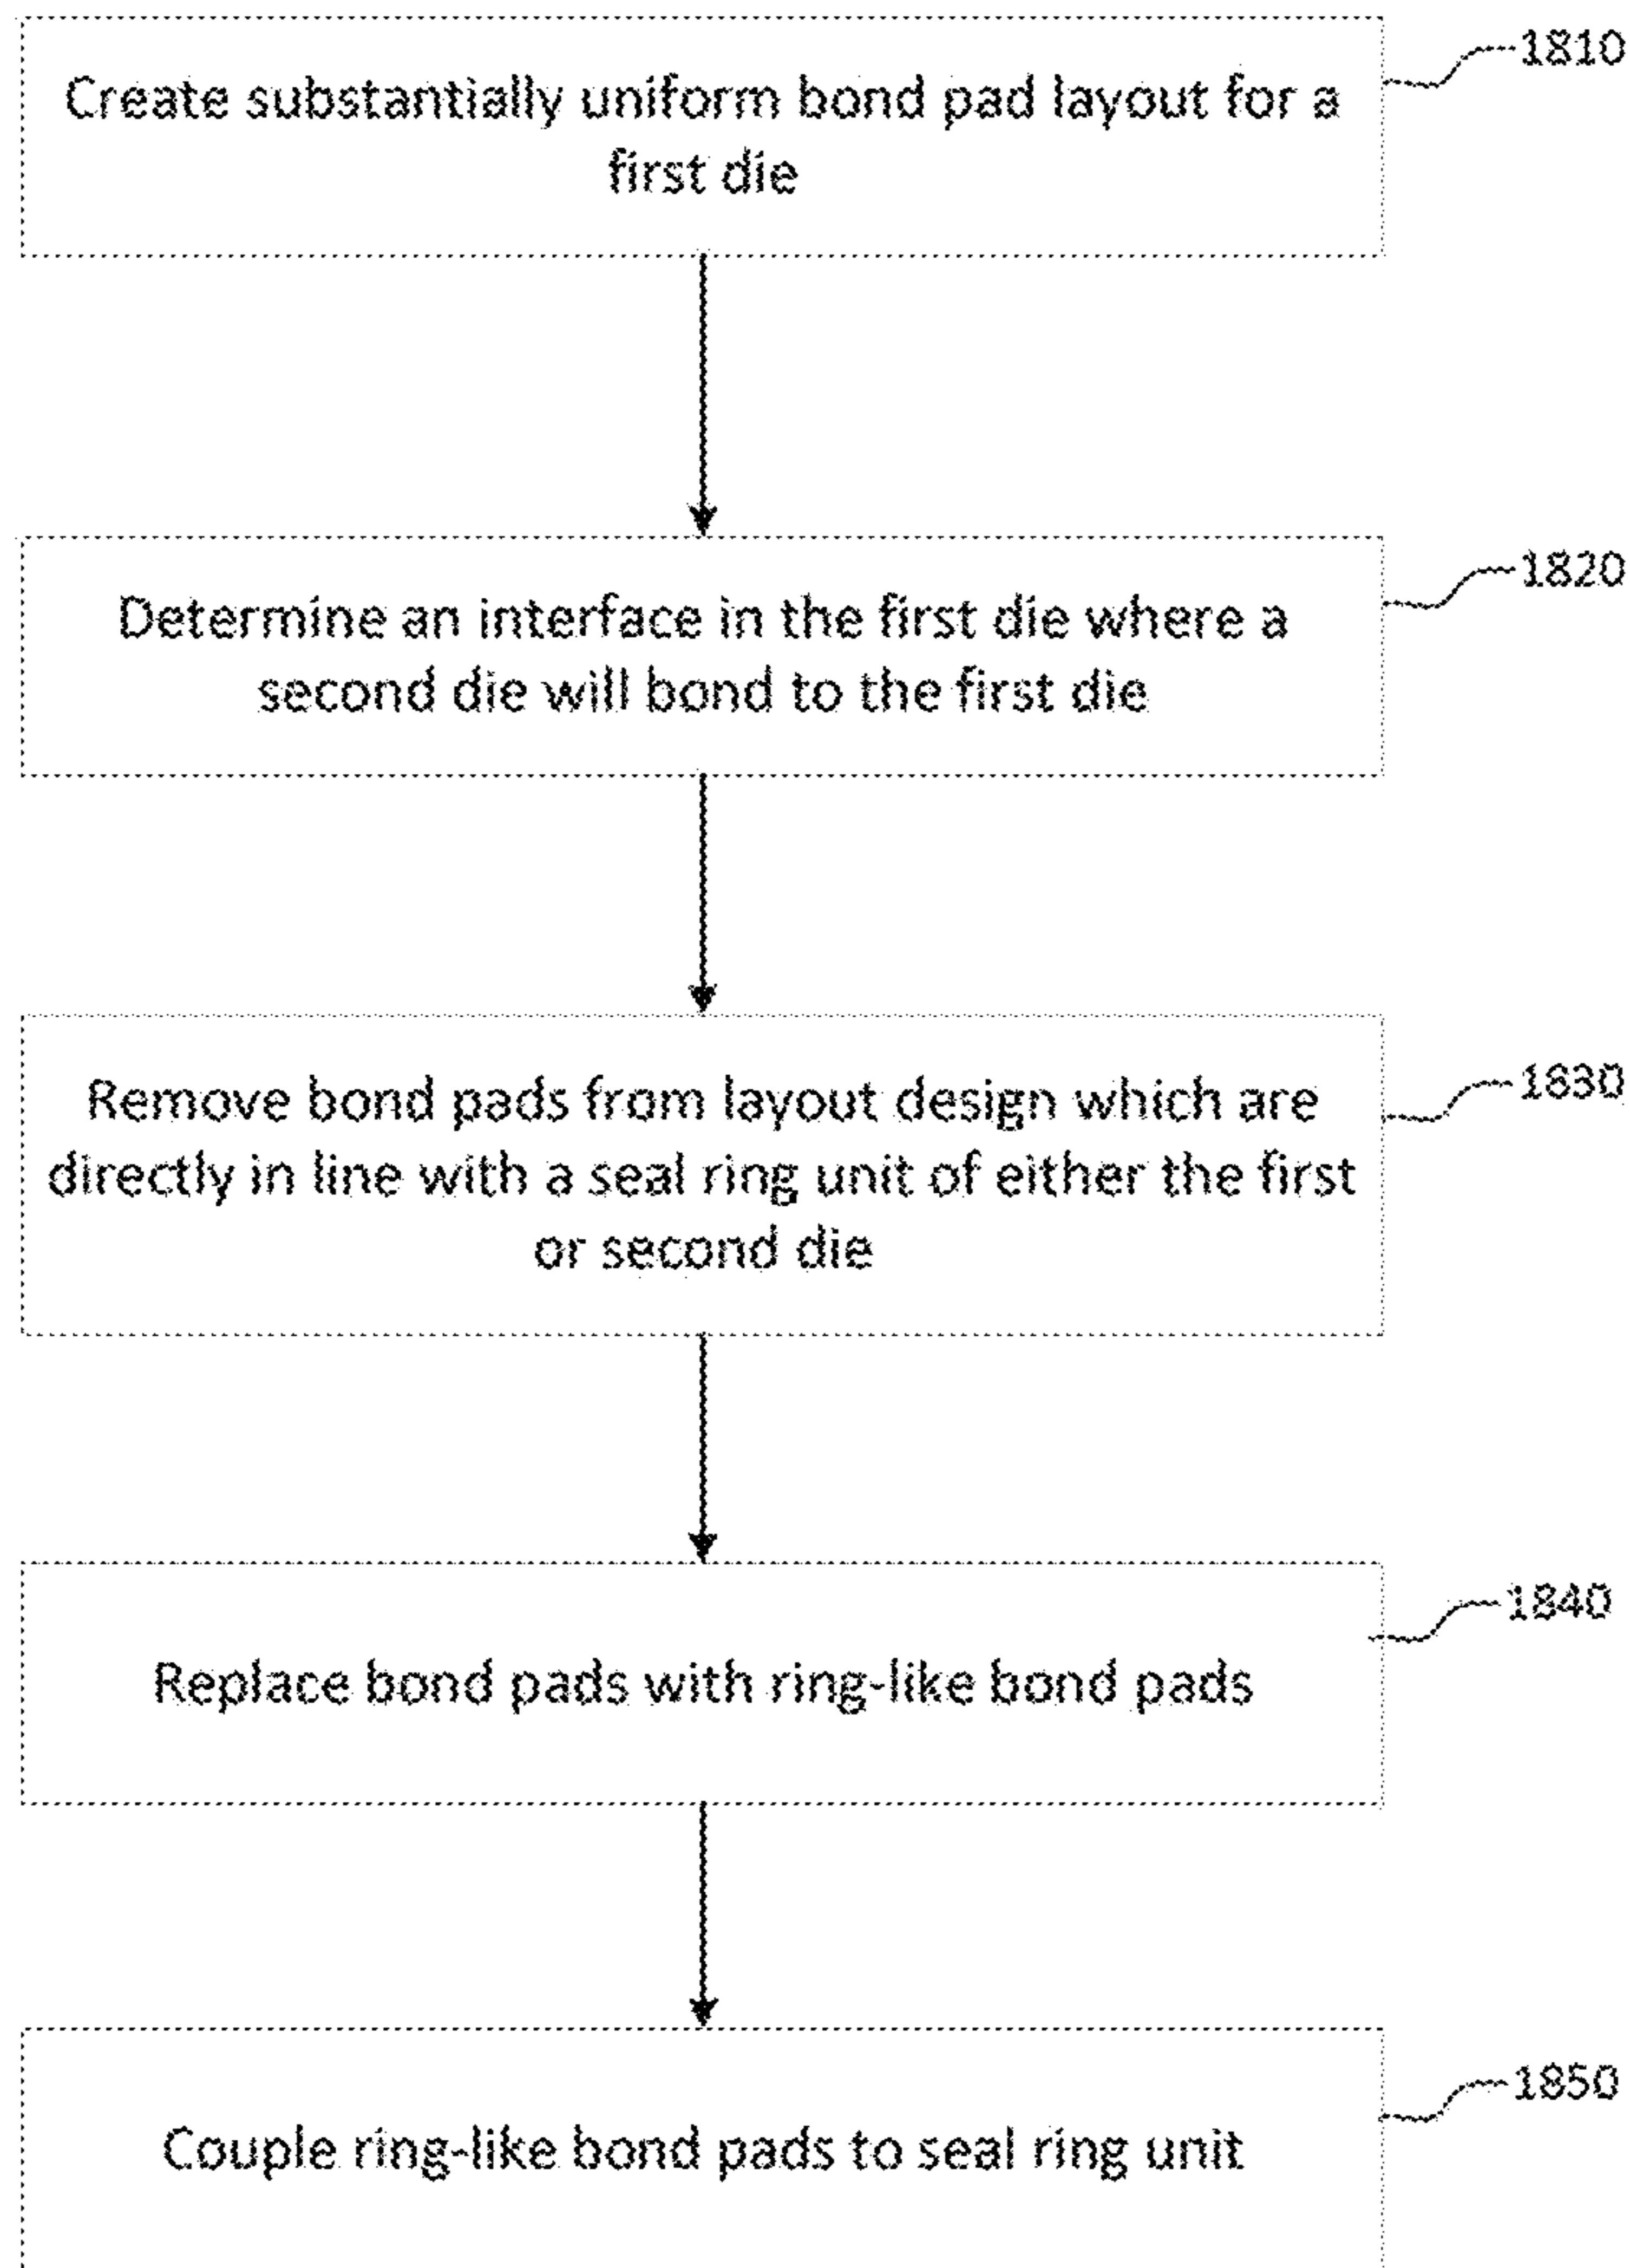 1810
Create substantially uniform bond pad layout for a
first die
1820
Determine an interface in the first die where a
second die will bond to the first die
1830
Remove bond pads from layout design which are
directly in line with a seal ring unit of either the first
or second die
1840
Replace bond pads with ring-like bond pads
1850
Couple ring-like bond pads to seal ring unit